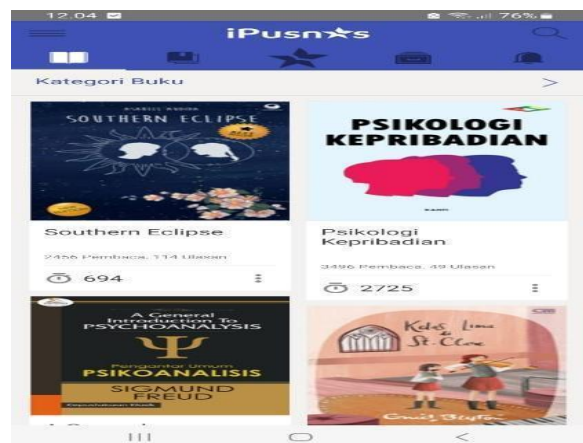 12.04
76%
iPusnas
Kategori Buku
>
SOUTHERN ECLIPSE
PSIKOLOGI
KEPRIBADIAN
Southern Eclipse
2456 Pembaca, 114 Ulasan
694
Psikologi
Kepribadian
3496 Pembaca, 49 Ulasan
2725
A General
Introduction To
PSYCHOANALYSIS
Ψ
Pengantar Umum
PSIKOANALISIS
SIGMUND
FREUD
Kelas Lima
di
St. Clare
Enid Blyton